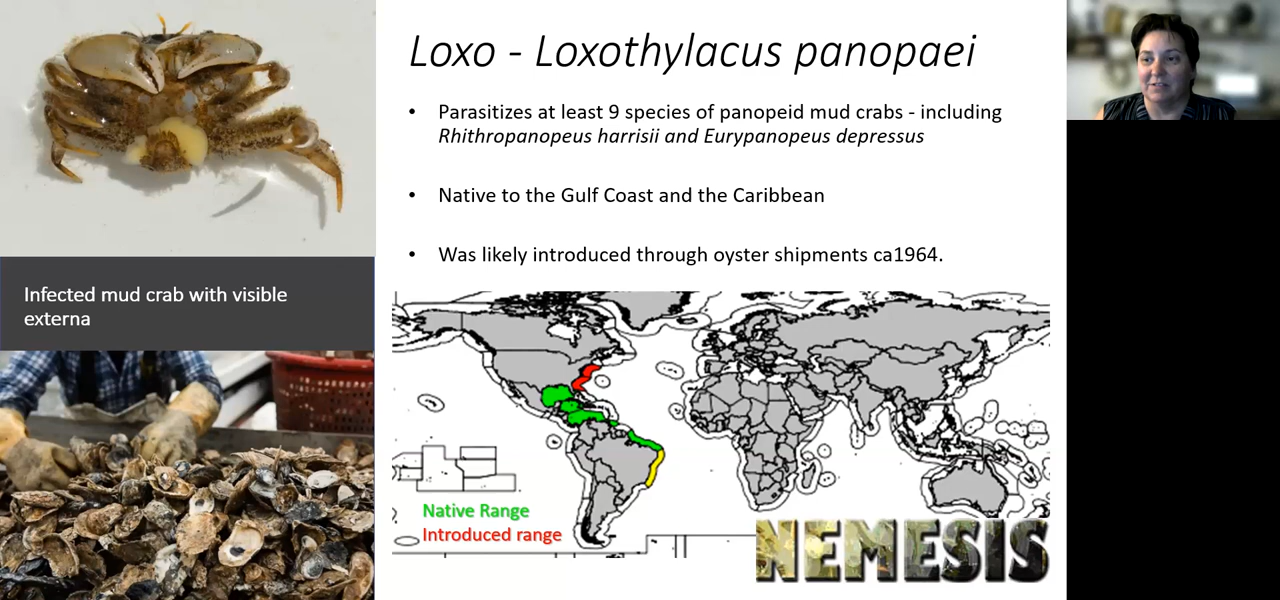 Loxo - Loxothylacus panopaei
• Parasitizes at least 9 species of panopeid mud crabs - including
Rhithropanopeus harrisii and Eurypanopeus depressus
• Native to the Gulf Coast and the Caribbean
• Was likely introduced through oyster shipments ca1964.
Infected mud crab with visible
externa
Native Range
Introduced range
NEMESIS